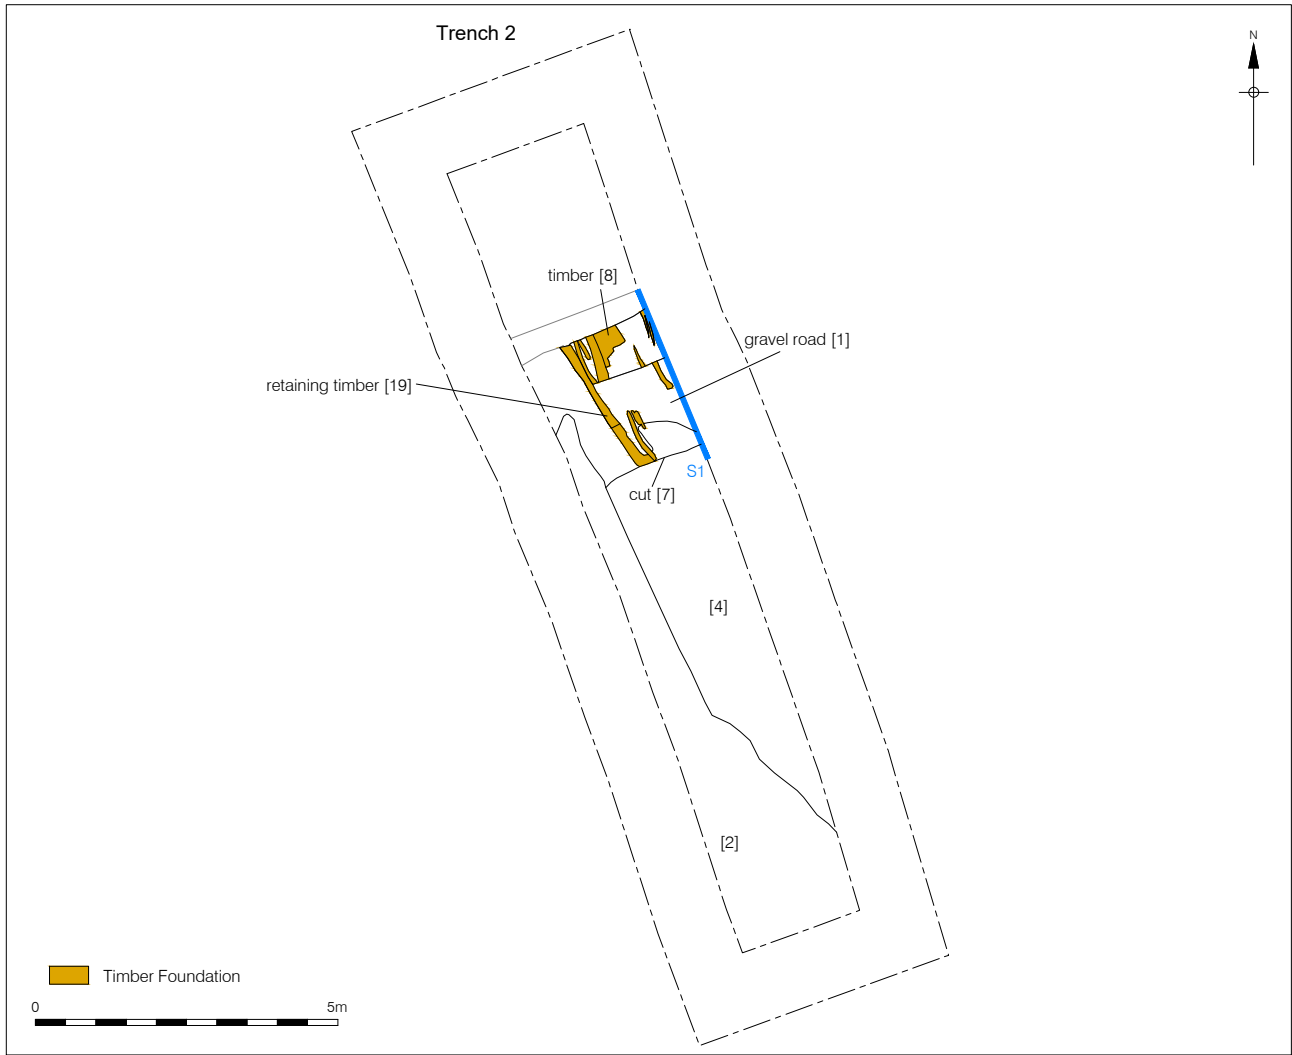 Trench 2
N
timber [8]
gravel road [1]
retaining timber [19]
S1
cut [7]
[4]
[2]
Timber Foundation
0 5m